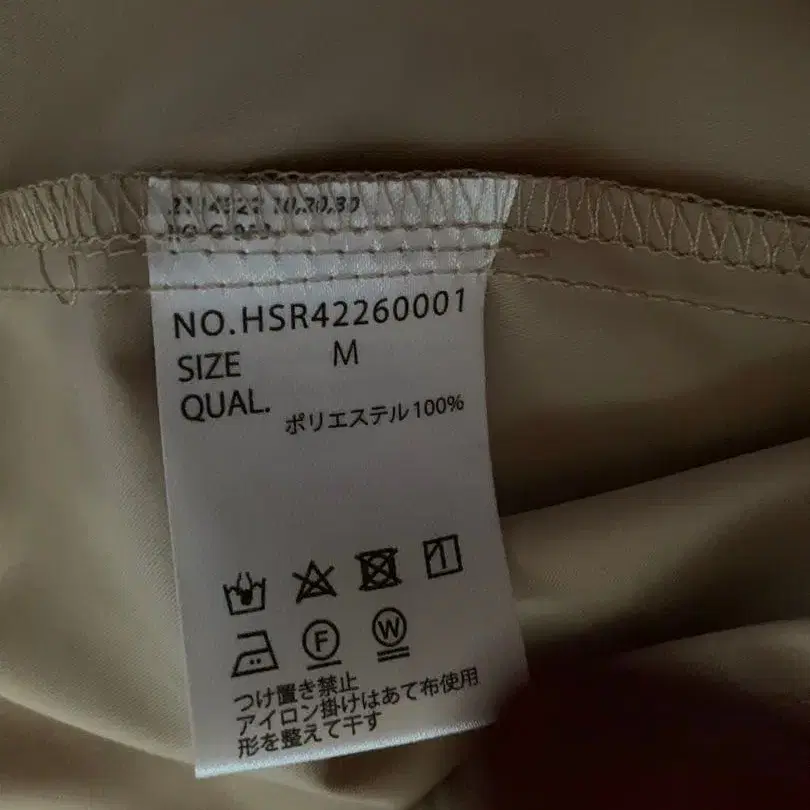 NO.HSR42260001
SIZE M
QUAL. ポリエステル100%
F W
つけ置き禁止
アイロン掛けはあて布使用
形を整えて干す